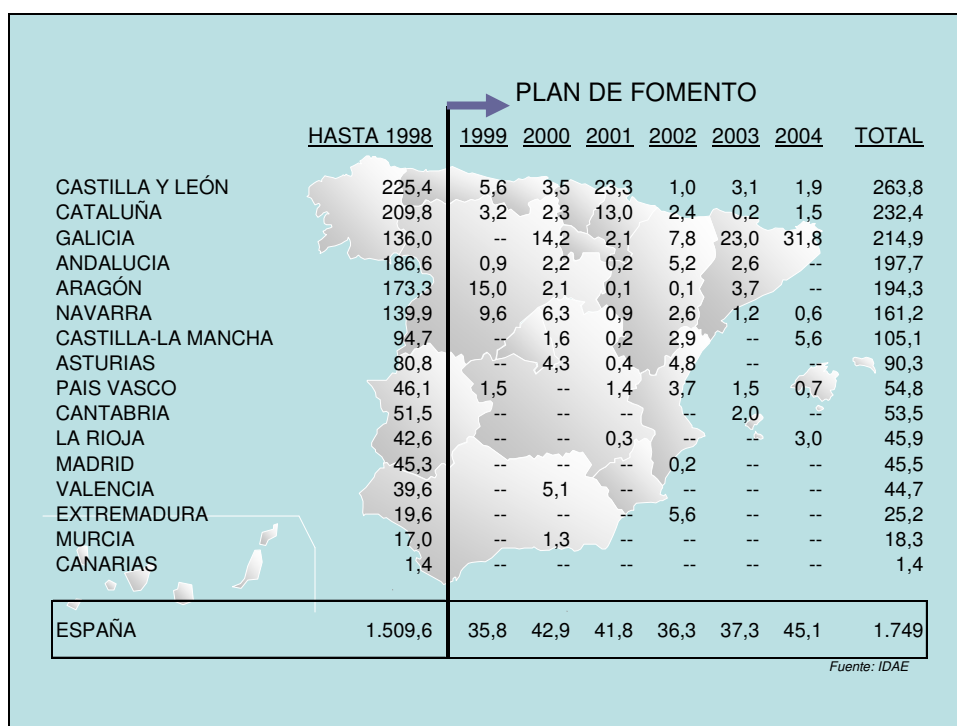 PLAN DE FOMENTO
HASTA 1998 1999 2000 2001 2002 2003 2004 TOTAL
CASTILLA Y LEÓN 225,4 5,6 3,5 23,3 1,0 3,1 1,9 263,8
CATALUÑA 209,8 3,2 2,3 13,0 2,4 0,2 1,5 232,4
GALICIA 136,0 -- 14,2 2,1 7,8 23,0 31,8 214,9
ANDALUCIA 186,6 0,9 2,2 0,2 5,2 2,6 -- 197,7
ARAGÓN 173,3 15,0 2,1 0,1 0,1 3,7 -- 194,3
NAVARRA 139,9 9,6 6,3 0,9 2,6 1,2 0,6 161,2
CASTILLA-LA MANCHA 94,7 -- 1,6 0,2 2,9 -- 5,6 105,1
ASTURIAS 80,8 -- 4,3 0,4 4,8 -- -- 90,3
PAIS VASCO 46,1 1,5 -- 1,4 3,7 1,5 0,7 54,8
CANTABRIA 51,5 -- -- -- -- 2,0 -- 53,5
LA RIOJA 42,6 -- -- 0,3 -- -- 3,0 45,9
MADRID 45,3 -- -- -- 0,2 -- -- 45,5
VALENCIA 39,6 -- 5,1 -- -- -- -- 44,7
EXTREMADURA 19,6 -- -- -- 5,6 -- -- 25,2
MURCIA 17,0 -- 1,3 -- -- -- -- 18,3
CANARIAS 1,4 -- -- -- -- -- -- 1,4
ESPAÑA 1.509,6 35,8 42,9 41,8 36,3 37,3 45,1 1.749
Fuente: IDAE